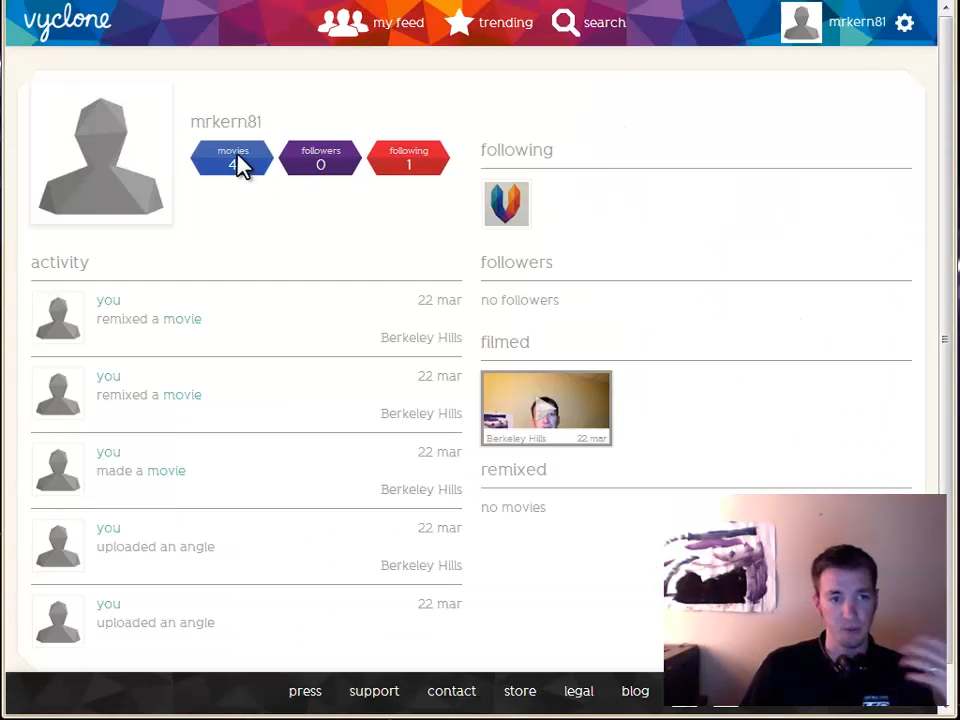 vyclone
my feed
trending
search
mrkern81
mrkern81
movies
4
followers
0
following
1
following
activity
followers
you
22 mar
remixed a movie
Berkeley Hills
no followers
filmed
you
22 mar
remixed a movie
Berkeley Hills
Berkeley Hills 22 mar
you
22 mar
made a movie
Berkeley Hills
remixed
no movies
you
22 mar
uploaded an angle
Berkeley Hills
you
22 mar
uploaded an angle
press
support
contact
store
legal
blog